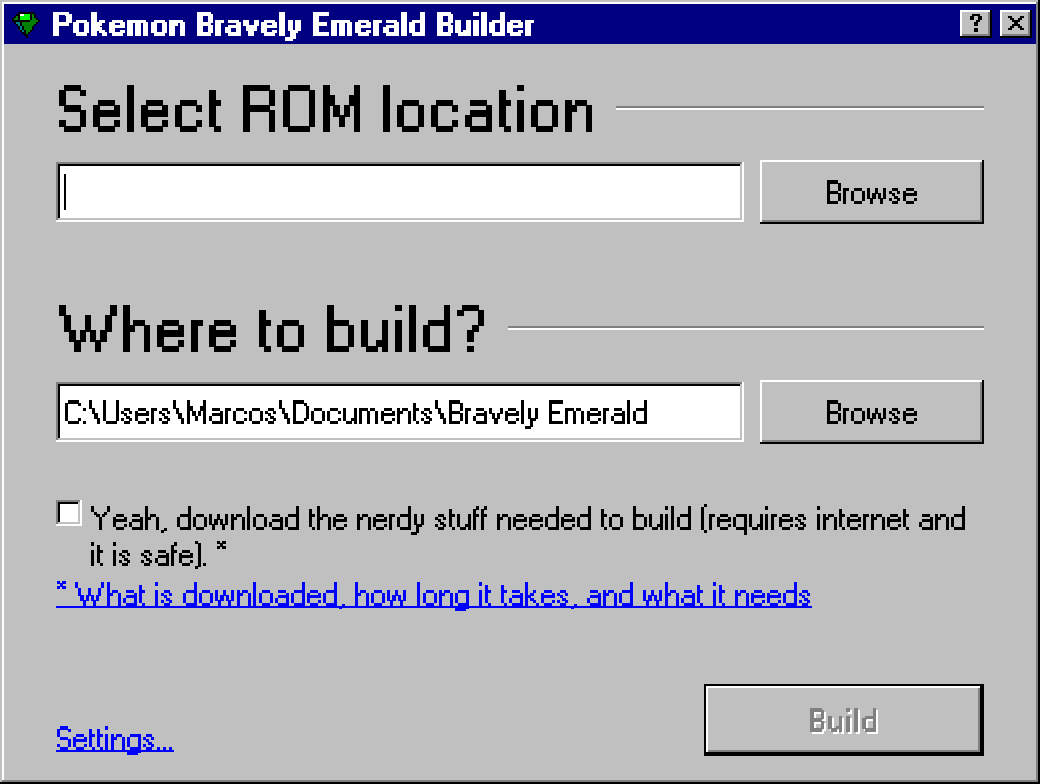 Pokemon Bravely Emerald Builder
Select ROM location
Browse
Where to build?
C:\Users\Marcos\Documents\Bravely Emerald
Browse
Yeah, download the nerdy stuff needed to build (requires internet and
it is safe). *
* What is downloaded, how long it takes, and what it needs
Settings...
Build